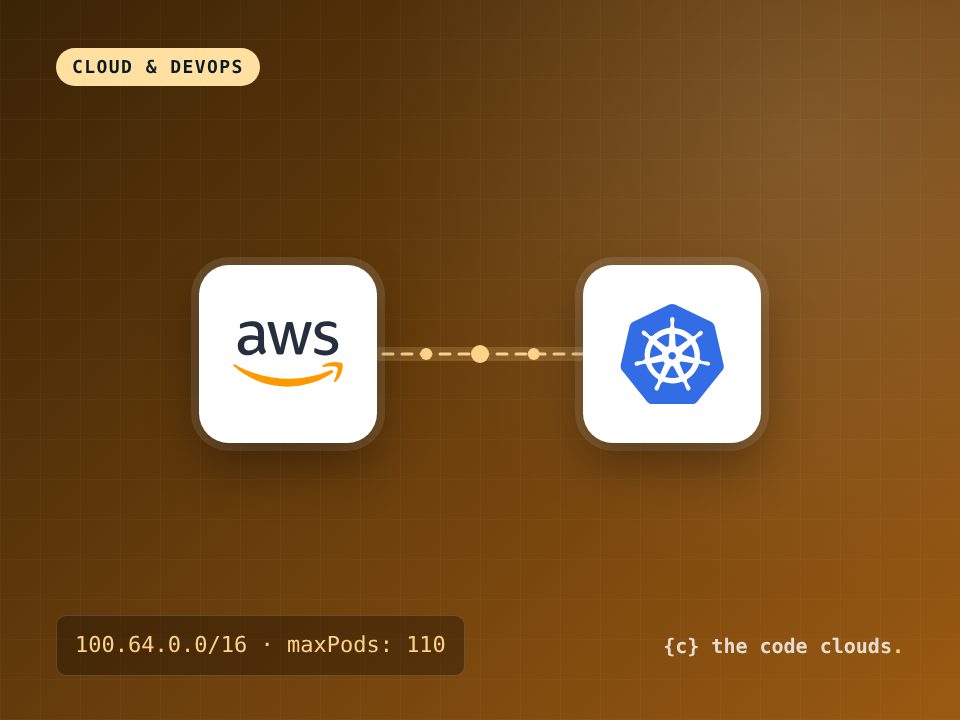 CLOUD & DEVOPS
aws
100.64.0.0/16 · maxPods: 110
{c} the code clouds.